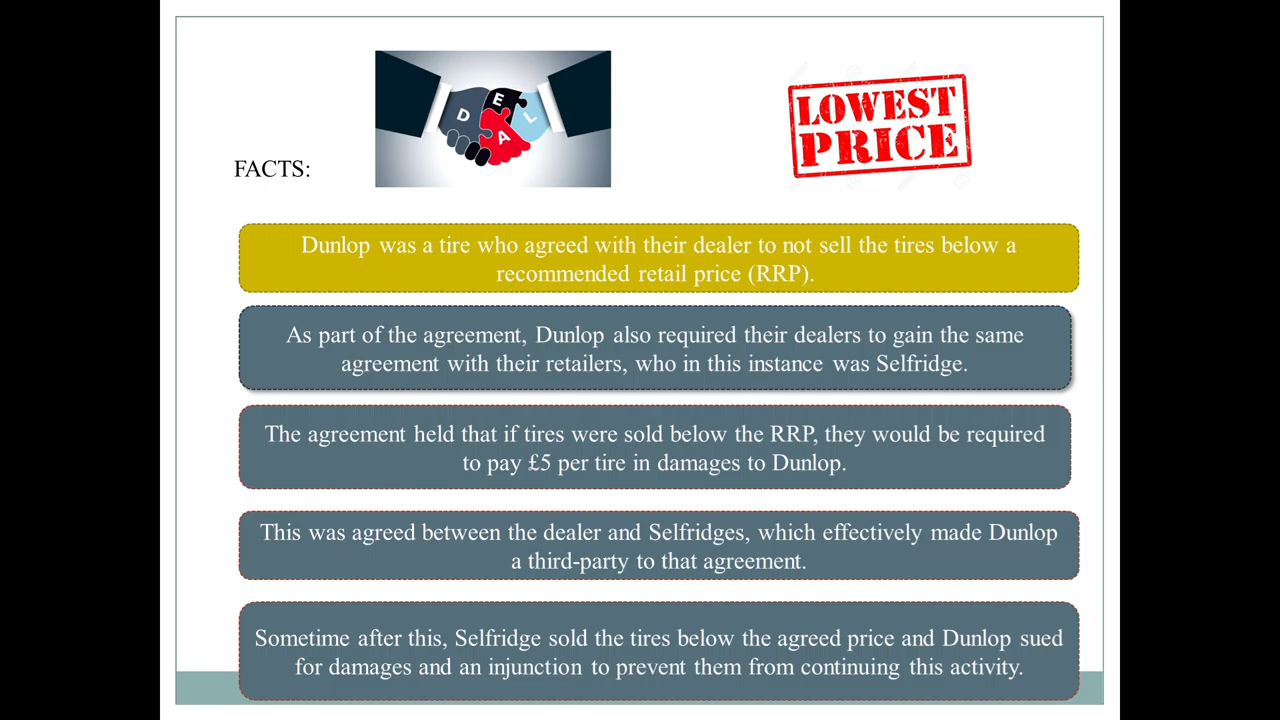 DEAL
LOWEST
PRICE
FACTS:
Dunlop was a tire who agreed with their dealer to not sell the tires below a
recommended retail price (RRP).
As part of the agreement, Dunlop also required their dealers to gain the same
agreement with their retailers, who in this instance was Selfridge.
The agreement held that if tires were sold below the RRP, they would be required
to pay £5 per tire in damages to Dunlop.
This was agreed between the dealer and Selfridges, which effectively made Dunlop
a third-party to that agreement.
Sometime after this, Selfridge sold the tires below the agreed price and Dunlop sued
for damages and an injunction to prevent them from continuing this activity.